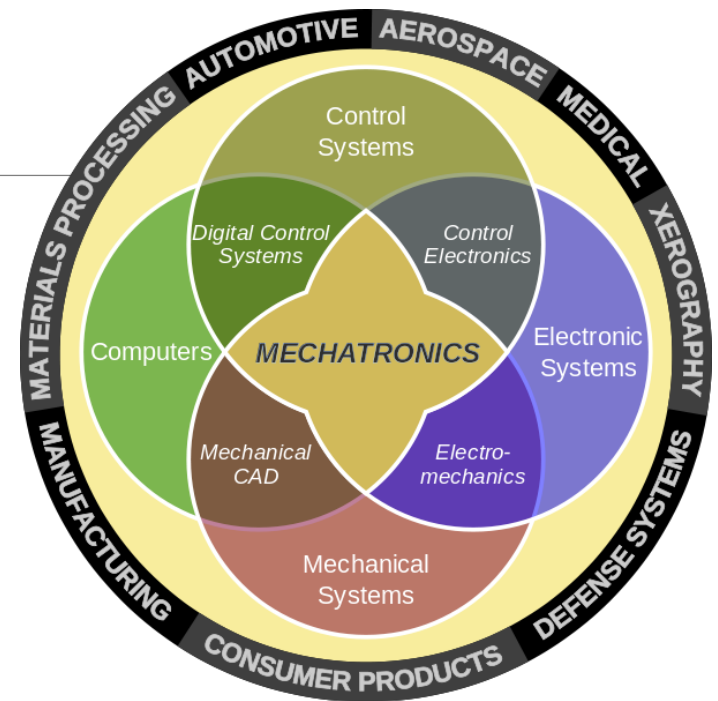 AUTOMOTIVE
AEROSPACE
MEDICAL
XEROGRAPHY
DEFENSE SYSTEMS
CONSUMER PRODUCTS
MANUFACTURING
MATERIALS PROCESSING
Control
Systems
Digital Control
Systems
Control
Electronics
Computers
MECHATRONICS
Electronic
Systems
Mechanical
CAD
Electro-
mechanics
Mechanical
Systems